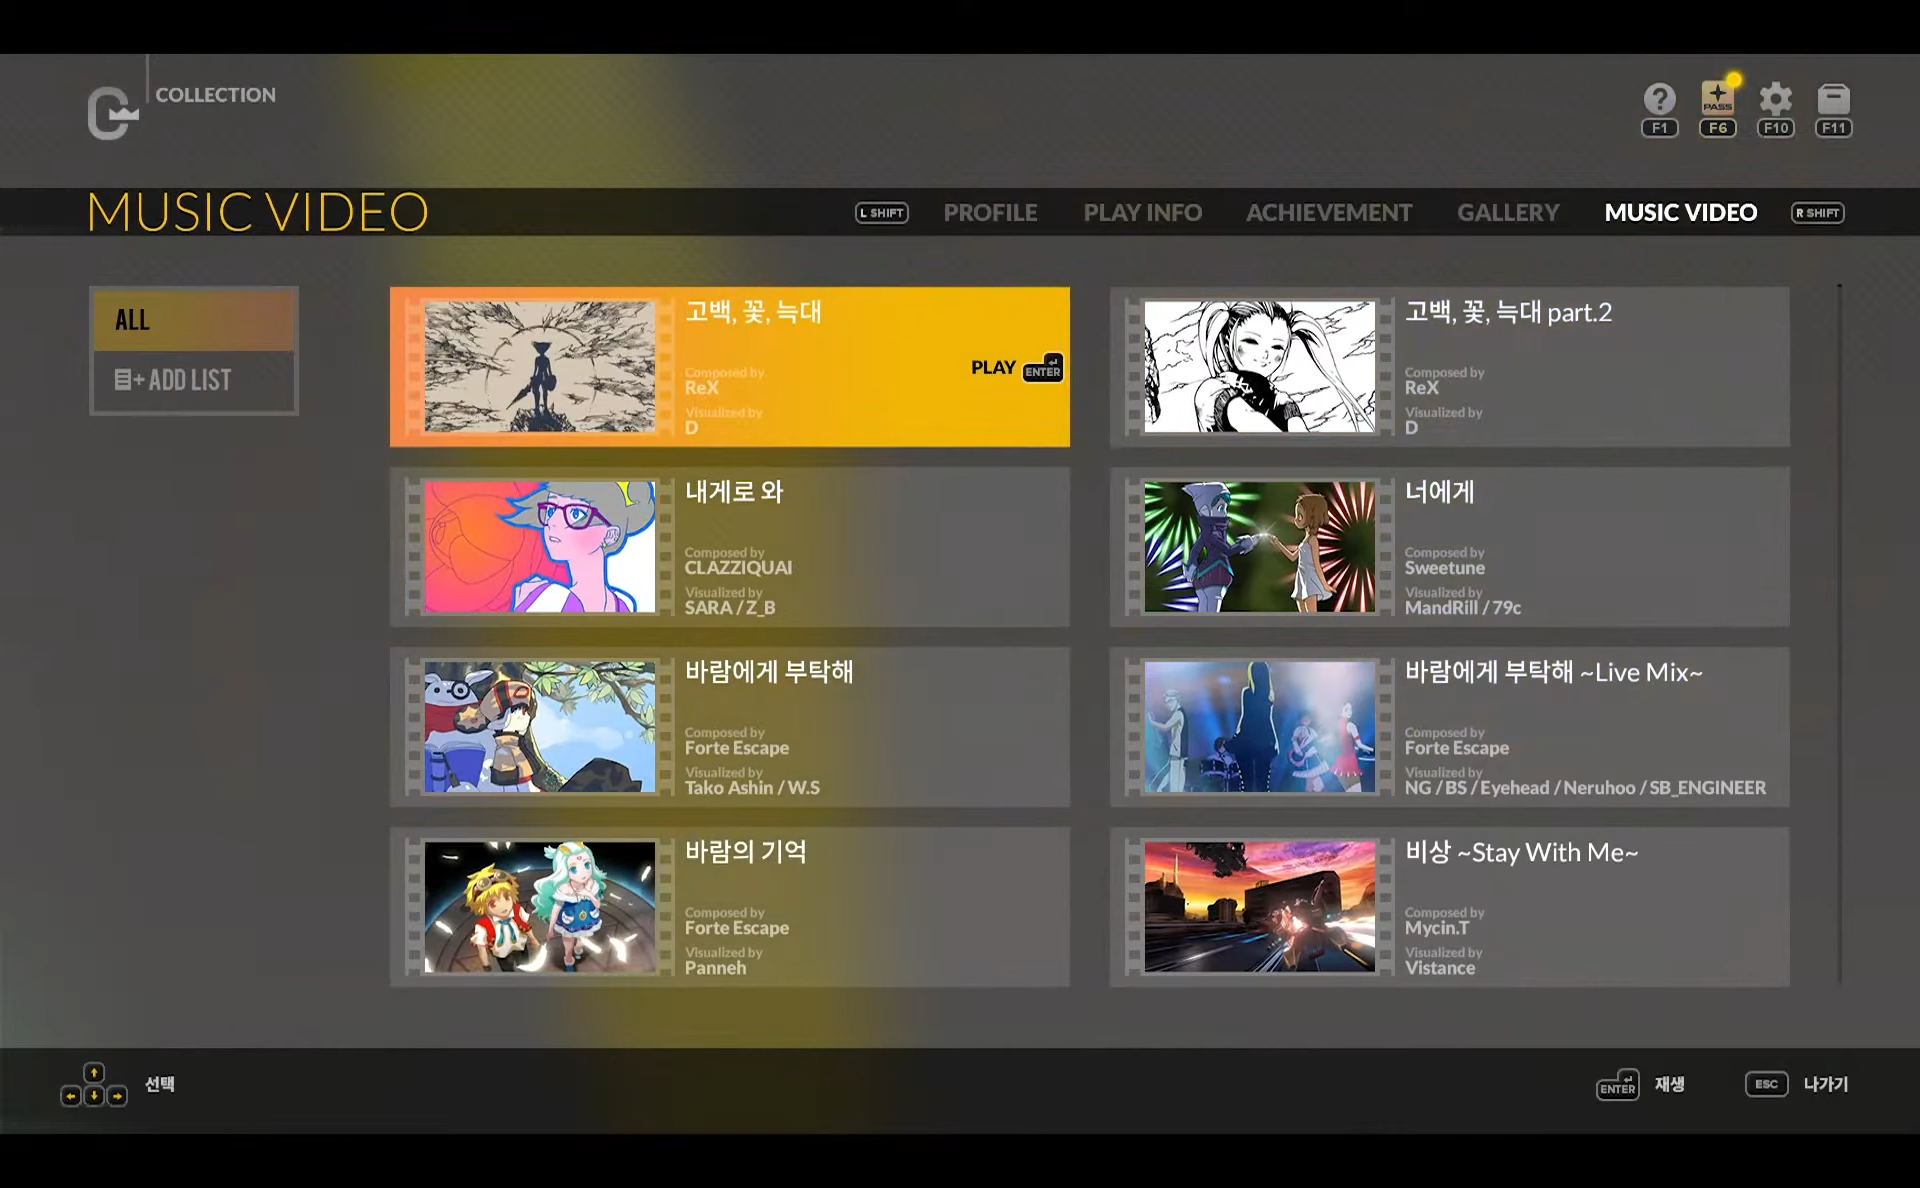 COLLECTION
?
PASS
F1
F6
F10
F11
MUSIC VIDEO
L SHIFT
PROFILE
PLAY INFO
ACHIEVEMENT
GALLERY
MUSIC VIDEO
R SHIFT
ALL
+ ADD LIST
고백, 꽃, 늑대
Composed by
ReX
Visualized by
D
PLAY
ENTER
고백, 꽃, 늑대 part.2
Composed by
ReX
Visualized by
D
내게로 와
Composed by
CLAZZIQUAI
Visualized by
SARA / Z_B
너에게
Composed by
Sweetune
Visualized by
MandRill / 79c
바람에게 부탁해
Composed by
Forte Escape
Visualized by
Tako Ashin / W.S
바람에게 부탁해 ~Live Mix~
Composed by
Forte Escape
Visualized by
NG / BS / Eyehead / Neruhoo / SB_ENGINEER
바람의 기억
Composed by
Forte Escape
Visualized by
Panneh
비상 ~Stay With Me~
Composed by
Mycin.T
Visualized by
Vistance
선택
ENTER
재생
ESC
나가기